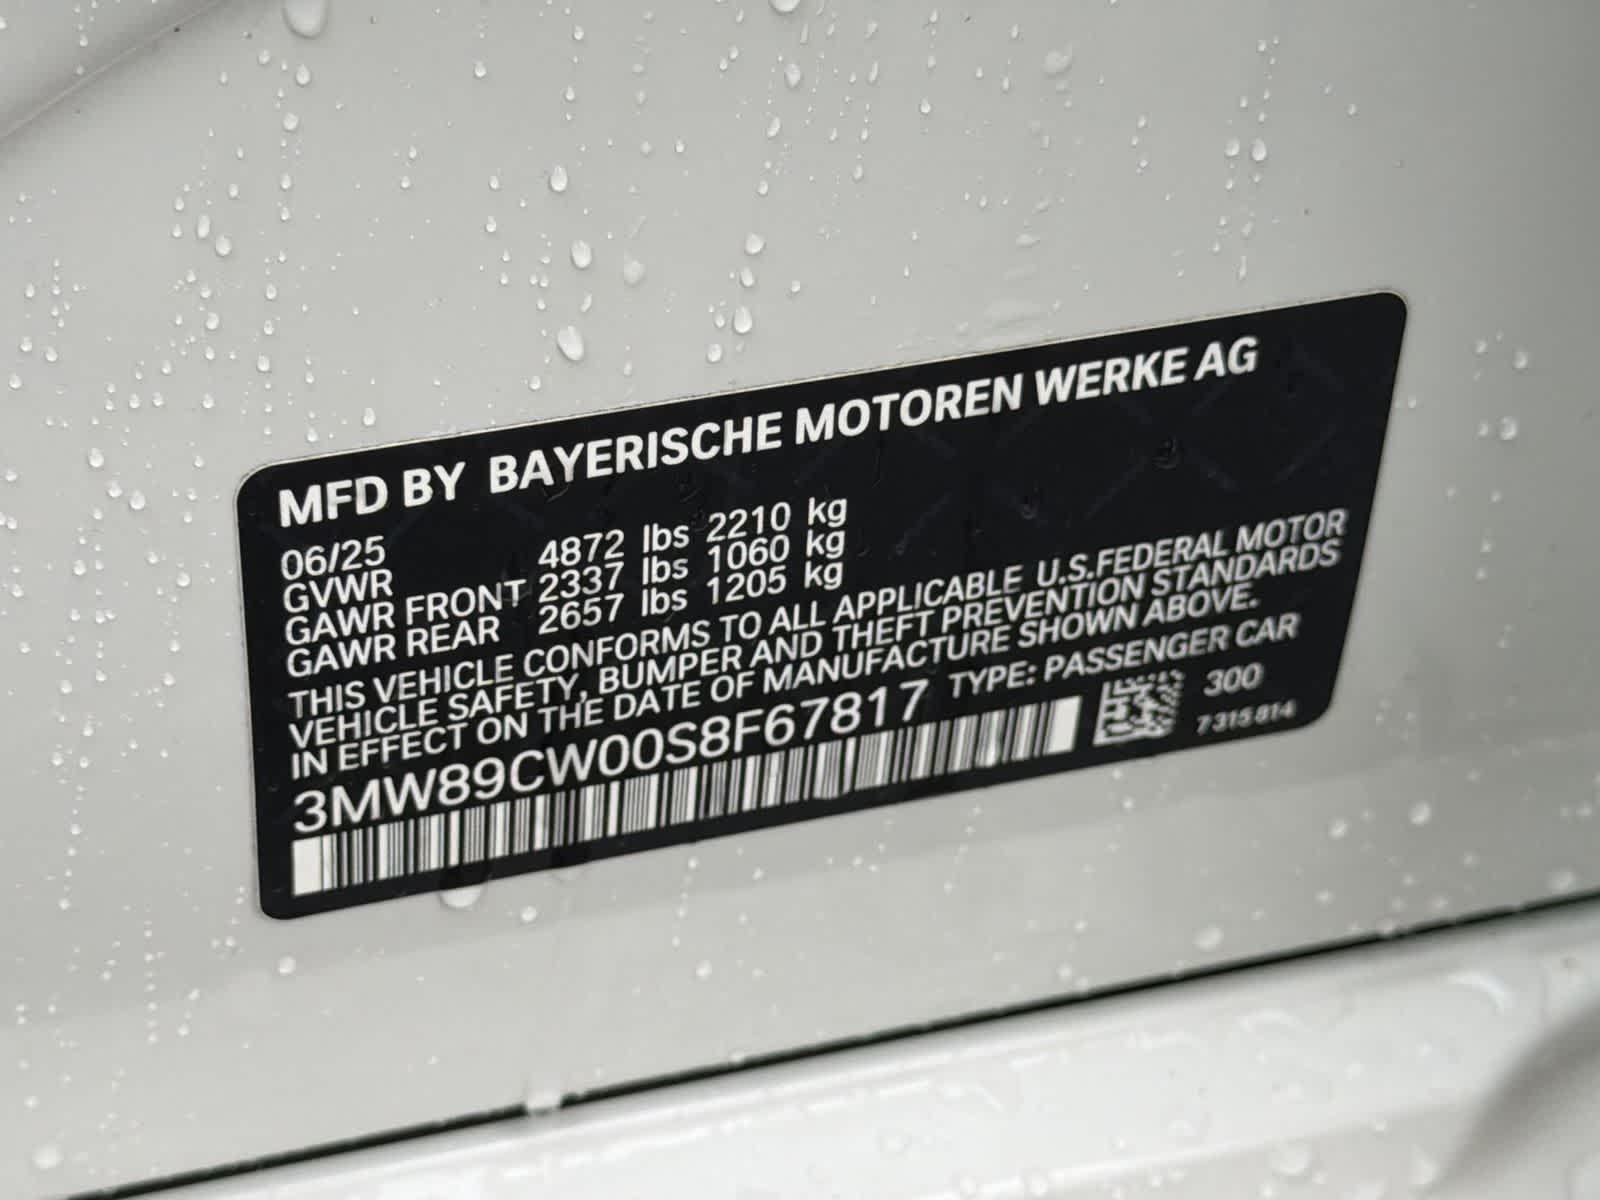 MFD BY BAYERISCHE MOTOREN WERKE AG
06/25
GVWR 4872 lbs 2210 kg
GAWR FRONT 2337 lbs 1060 kg
GAWR REAR 2657 lbs 1205 kg
THIS VEHICLE CONFORMS TO ALL APPLICABLE U.S.FEDERAL MOTOR
VEHICLE SAFETY, BUMPER AND THEFT PREVENTION STANDARDS
IN EFFECT ON THE DATE OF MANUFACTURE SHOWN ABOVE.
3MW89CW00S8F67817 TYPE: PASSENGER CAR
300
7 315 814